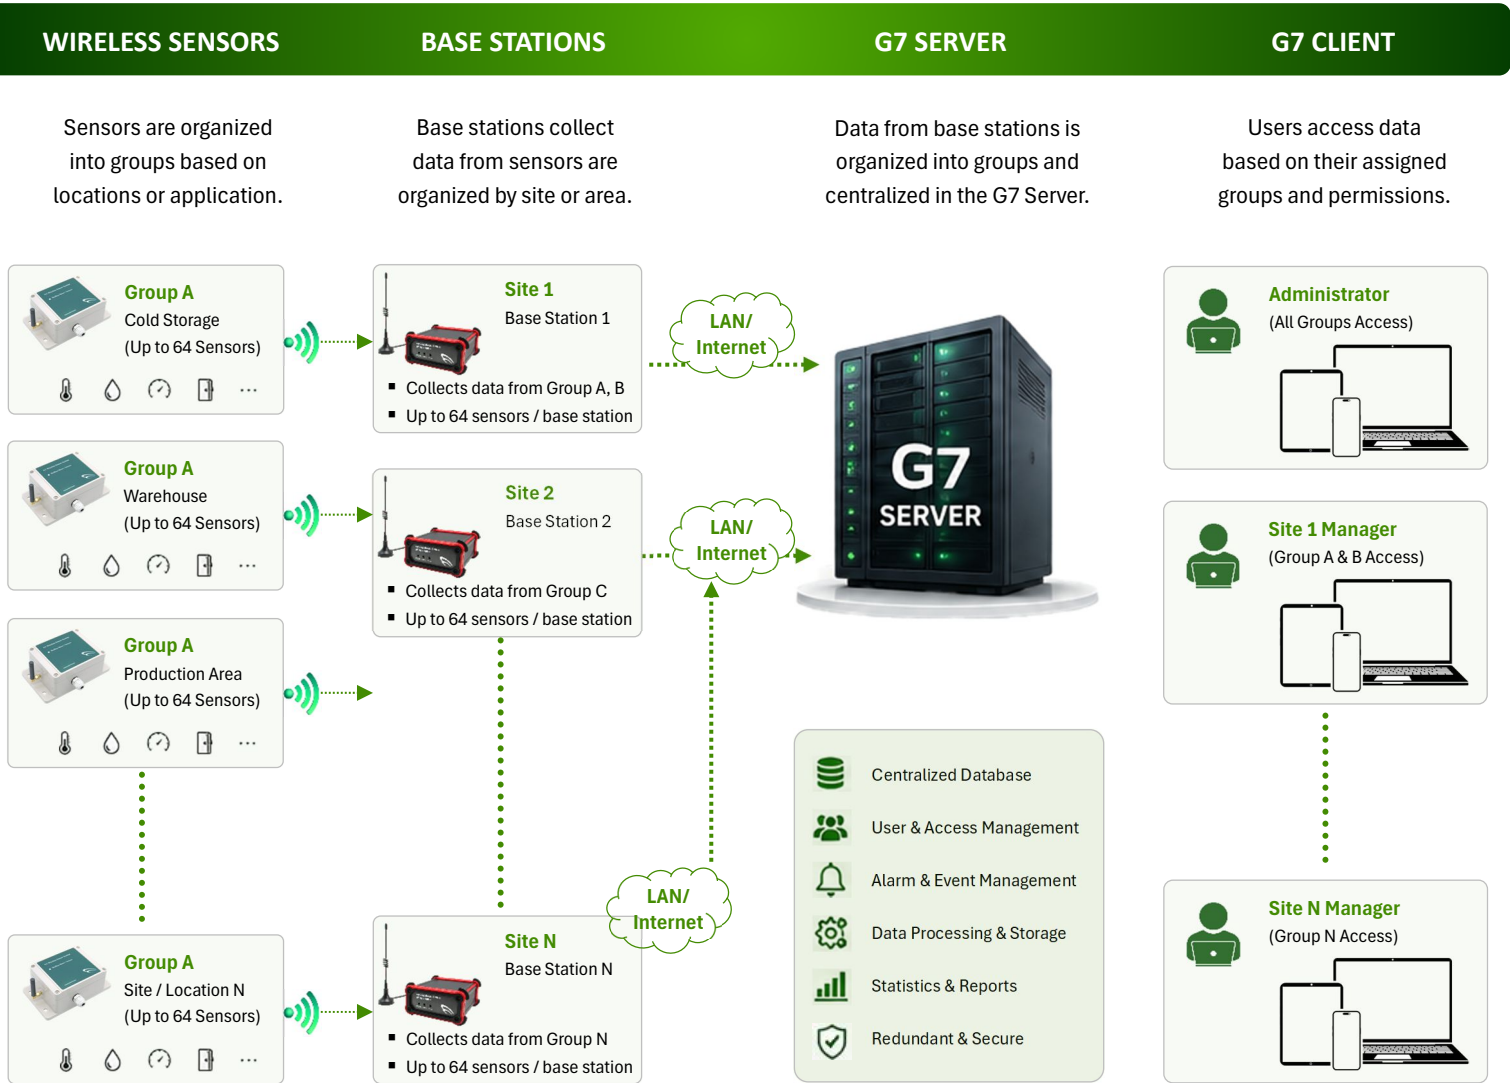 WIRELESS SENSORS
BASE STATIONS
G7 SERVER
G7 CLIENT
Sensors are organized
into groups based on
locations or application.
Base stations collect
data from sensors are
organized by site or area.
Data from base stations is
organized into groups and
centralized in the G7 Server.
Users access data
based on their assigned
groups and permissions.
Group A
Cold Storage
(Up to 64 Sensors)
Group A
Warehouse
(Up to 64 Sensors)
Group A
Production Area
(Up to 64 Sensors)
Group A
Site / Location N
(Up to 64 Sensors)
Site 1
Base Station 1
▪ Collects data from Group A, B
▪ Up to 64 sensors / base station
Site 2
Base Station 2
▪ Collects data from Group C
▪ Up to 64 sensors / base station
Site N
Base Station N
▪ Collects data from Group N
▪ Up to 64 sensors / base station
LAN/
Internet
LAN/
Internet
LAN/
Internet
G7
SERVER
Centralized Database
User & Access Management
Alarm & Event Management
Data Processing & Storage
Statistics & Reports
Redundant & Secure
Administrator
(All Groups Access)
Site 1 Manager
(Group A & B Access)
Site N Manager
(Group N Access)